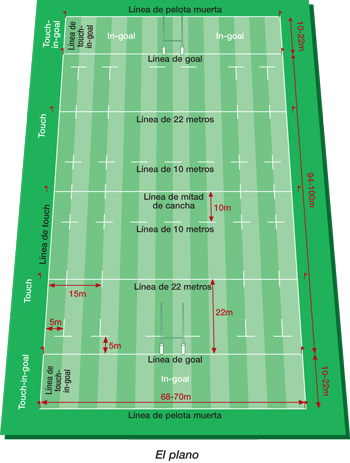 Línea de pelota muerta
Touch-
in-goal
Línea de
touch-
in-goal
In-goal
In-goal
10-22m
Línea de goal
Touch
Línea de 22 metros
Línea de 10 metros
94-100m
Línea de mitad
de cancha
10m
Línea de touch
Línea de 10 metros
Touch
Línea de 22 metros
15m
22m
5m
5m
Línea de goal
Touch-in-goal
Línea de
touch-
in-goal
In-goal
10-22m
68-70m
Línea de pelota muerta
El plano